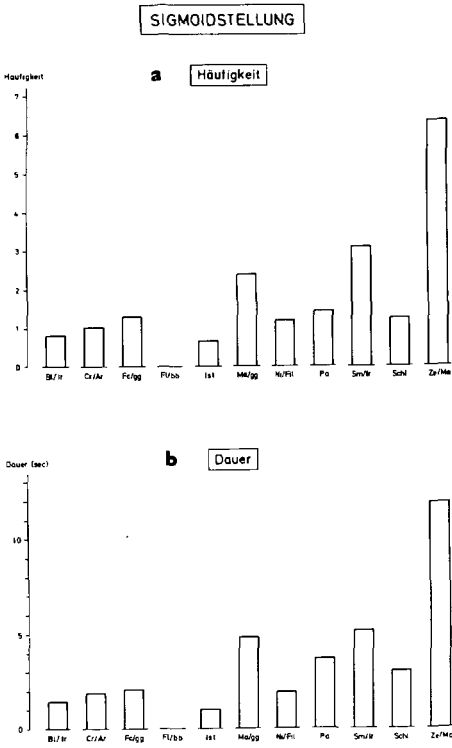 SIGMOIDSTELLUNG
a Häufigkeit
Häufigkeit
7
6
5
4
3
2
1
0
Bl/Ir Cr/Ar Fc/gg Fl/bb Ist Ma/gg Ni/Fil Pa Sm/Ir Schl Ze/Ma
b Dauer
Dauer (sec)
10
5
0
Bl/Ir Cr/Ar Fc/gg Fl/bb Ist Ma/gg Ni/Fil Pa Sm/Ir Schl Ze/Ma